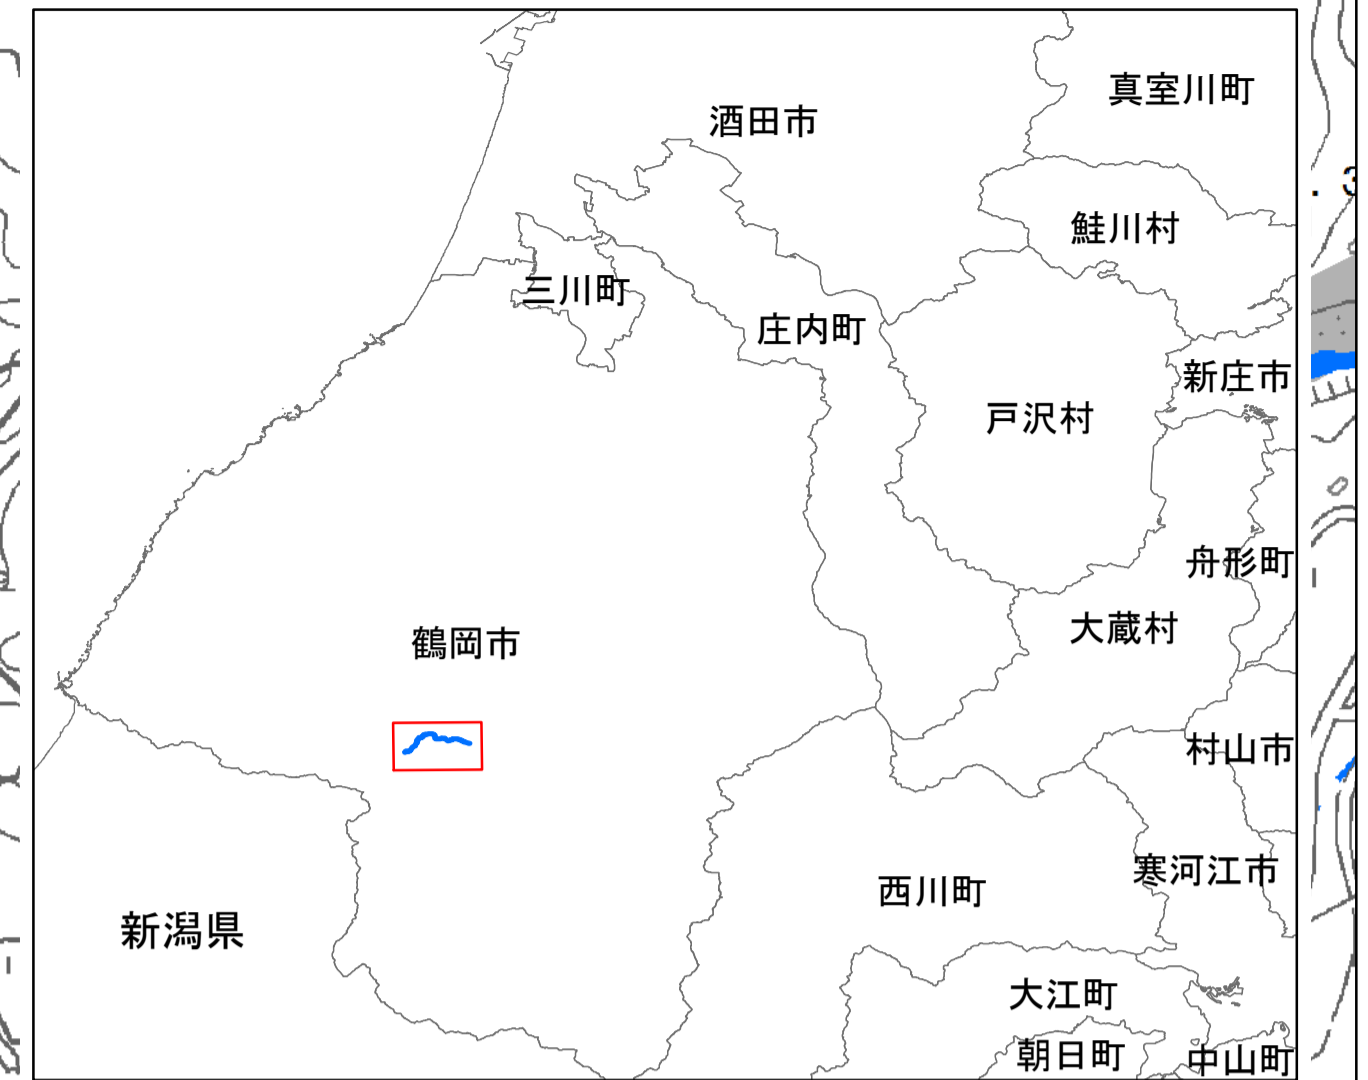 真室川町
酒田市
. 3
鮭川村
三川町
庄内町
新庄市
戸沢村
舟形町
大蔵村
鶴岡市
村山市
寒河江市
西川町
新潟県
大江町
朝日町
中山町